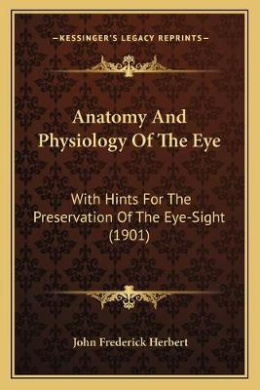 KESSINGER'S LEGACY REPRINTS
Anatomy And
Physiology Of The Eye
With Hints For The
Preservation Of The Eye-Sight
(1901)
John Frederick Herbert